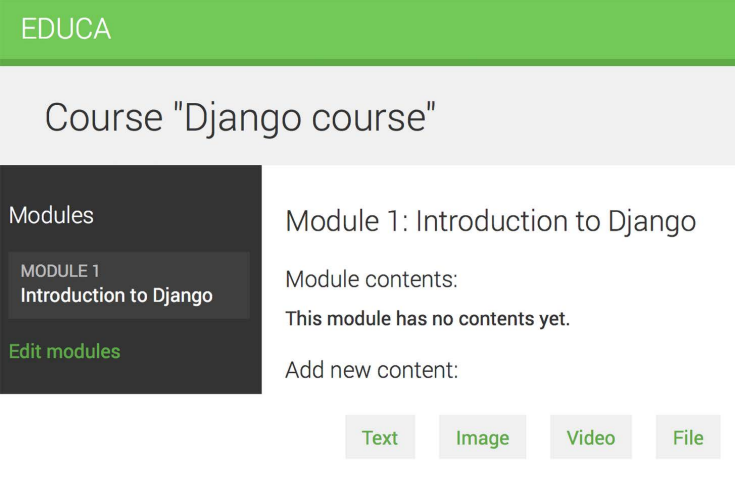 EDUCA
Course "Django course"
Modules
MODULE 1
Introduction to Django
Edit modules
Module 1: Introduction to Django
Module contents:
This module has no contents yet.
Add new content:
Text Image Video File